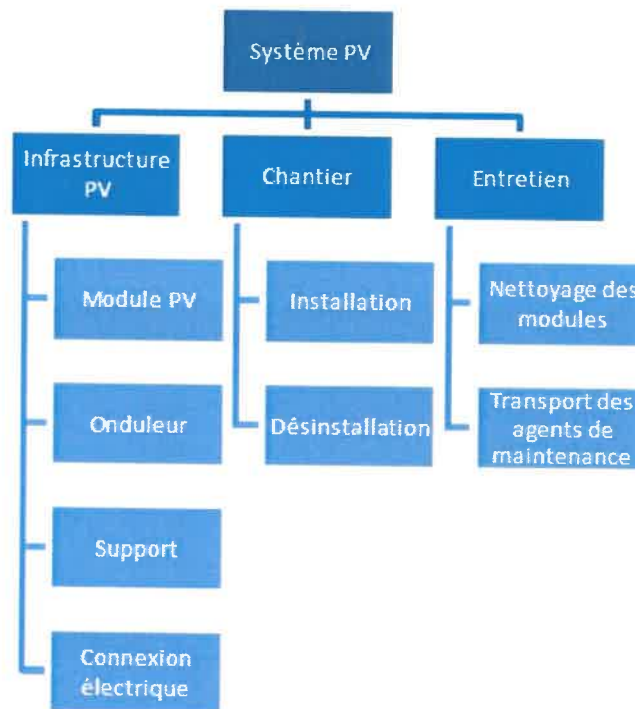 Système PV
Infrastructure
PV
Chantier
Entretien
Module PV
Onduleur
Support
Connexion
électrique
Installation
Désinstallation
Nettoyage des
modules
Transport des
agents de
maintenance